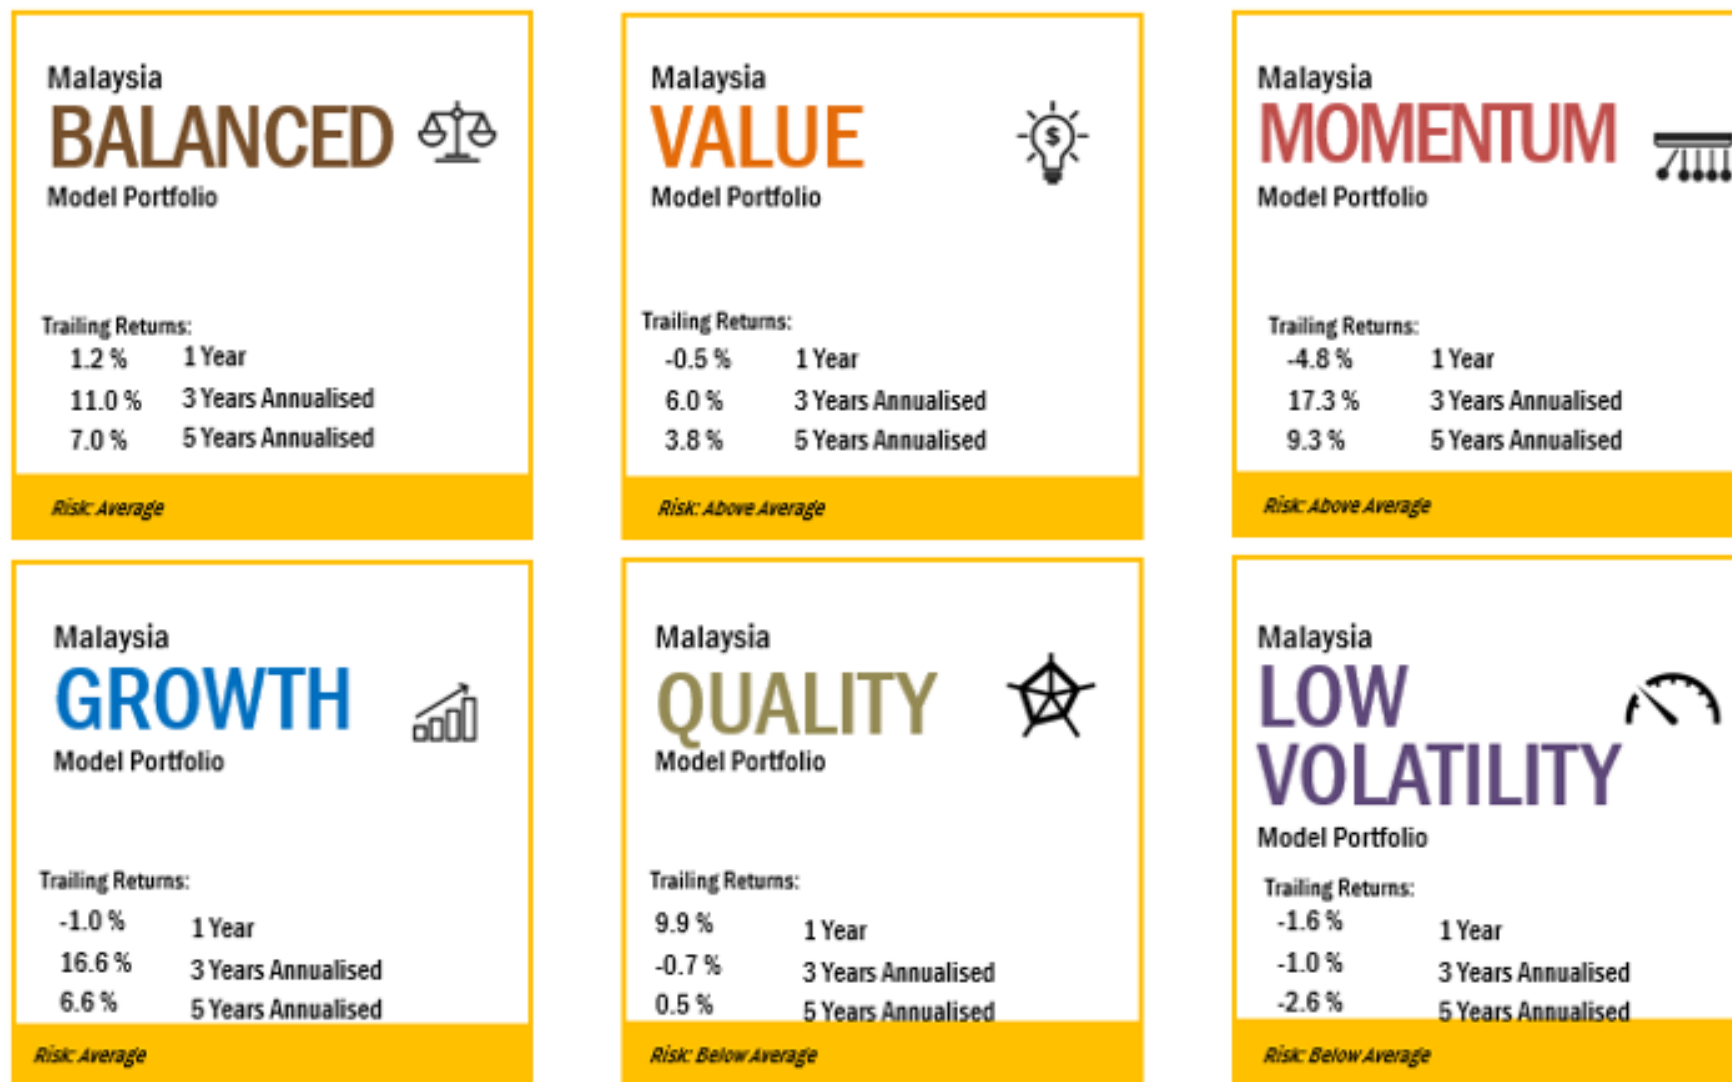 Malaysia
BALANCED
Model Portfolio
Trailing Returns:
1.2 % 1 Year
11.0 % 3 Years Annualised
7.0 % 5 Years Annualised
Risk: Average
Malaysia
VALUE
Model Portfolio
Trailing Returns:
-0.5 % 1 Year
6.0 % 3 Years Annualised
3.8 % 5 Years Annualised
Risk: Above Average
Malaysia
MOMENTUM
Model Portfolio
Trailing Returns:
-4.8 % 1 Year
17.3 % 3 Years Annualised
9.3 % 5 Years Annualised
Risk: Above Average
Malaysia
GROWTH
Model Portfolio
Trailing Returns:
-1.0 % 1 Year
16.6 % 3 Years Annualised
6.6 % 5 Years Annualised
Risk: Average
Malaysia
QUALITY
Model Portfolio
Trailing Returns:
9.9 % 1 Year
-0.7 % 3 Years Annualised
0.5 % 5 Years Annualised
Risk: Below Average
Malaysia
LOW
VOLATILITY
Model Portfolio
Trailing Returns:
-1.6 % 1 Year
-1.0 % 3 Years Annualised
-2.6 % 5 Years Annualised
Risk: Below Average